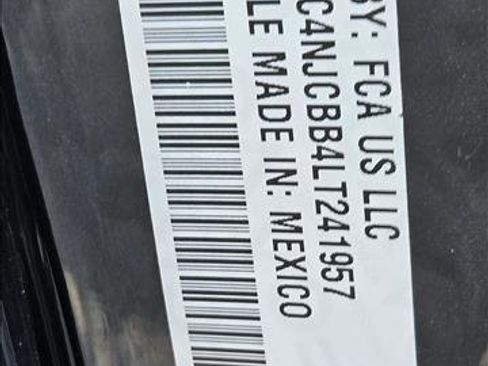 BY: FCA US LLC
C4NJCBB4LT241957
LE MADE IN: MEXICO